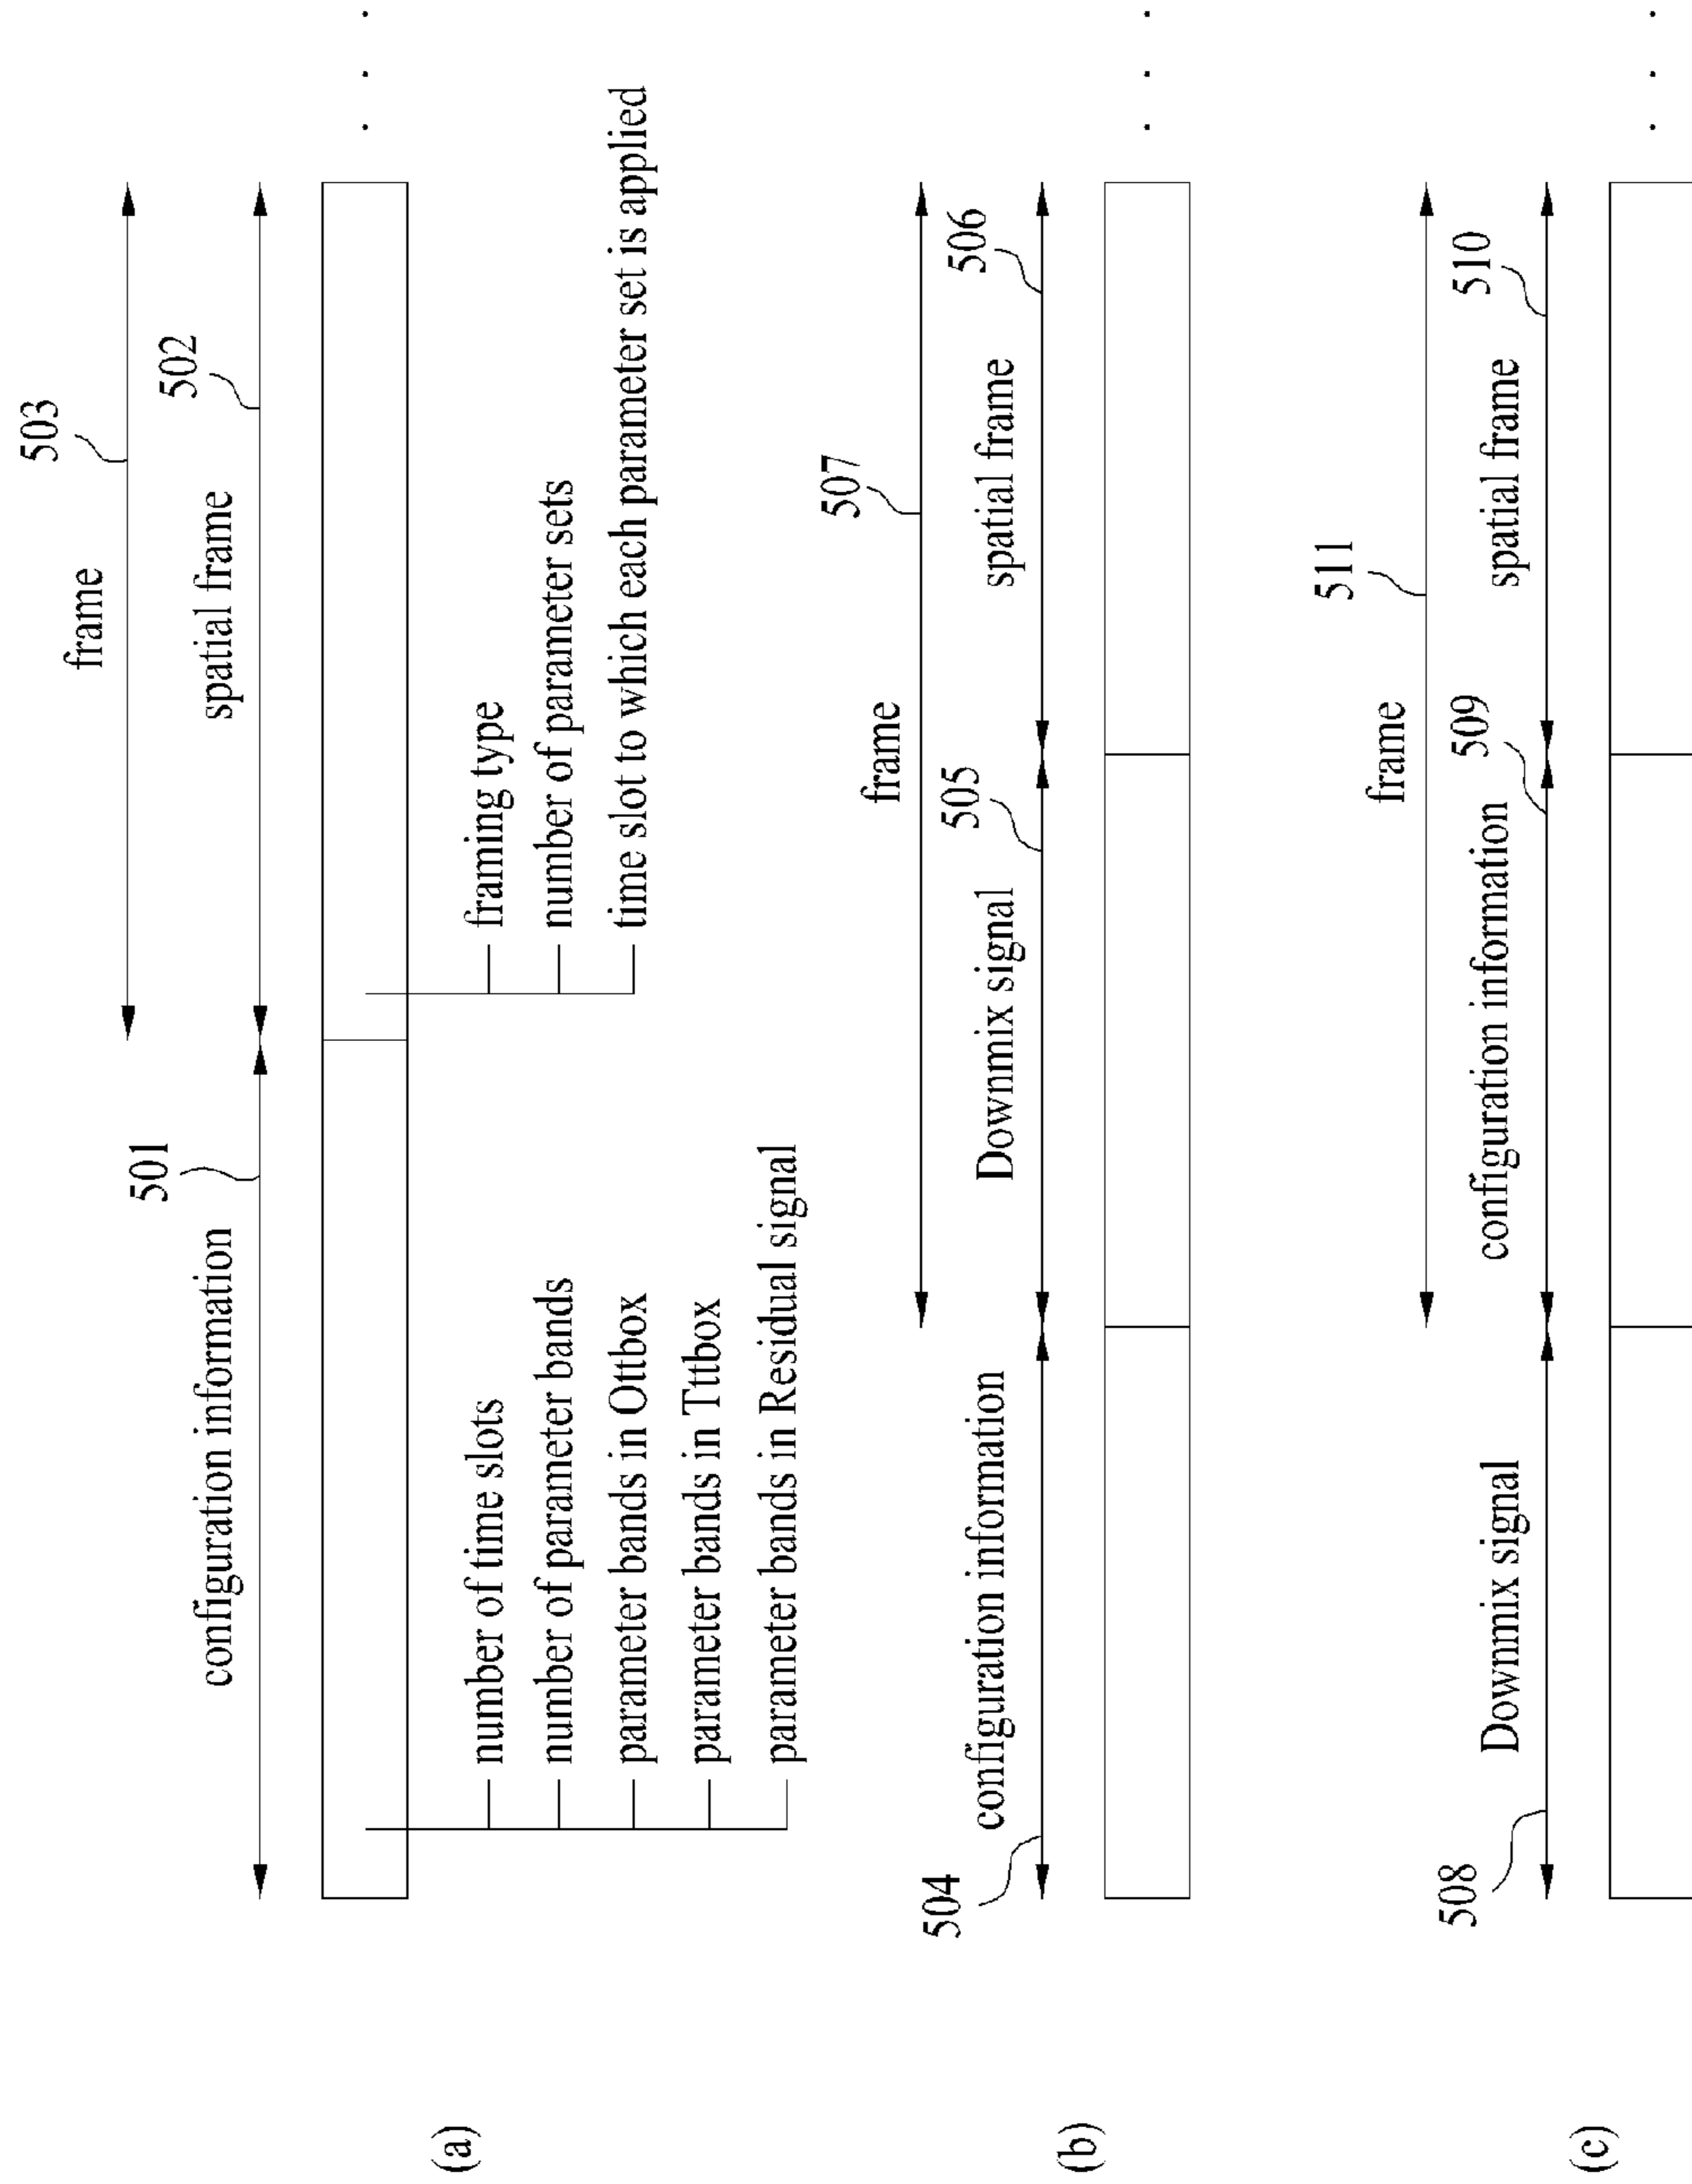 (a)
503
frame
configuration information
501
spatial frame
502
. . .
number of time slots
number of parameter bands
parameter bands in Ottbox
parameter bands in Tttbox
parameter bands in Residual signal
framing type
number of parameter sets
time slot to which each parameter set is applied
(b)
507
frame
504
configuration information
Downmix signal
505
spatial frame
506
. . .
(c)
511
frame
508
Downmix signal
configuration information
509
spatial frame
510
. . .